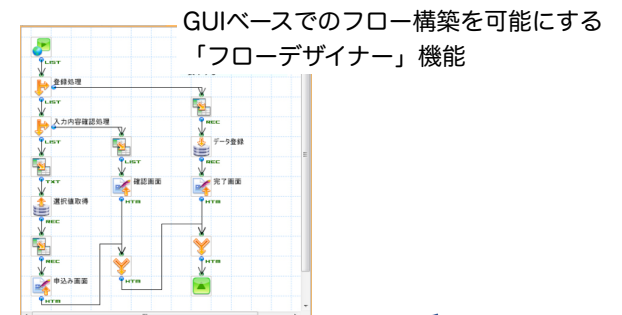 GUIベースでのフロー構築を可能にする
「フローデザイナー」機能
LIST
登録処理
LIST
REC
入力内容確認処理
データ登録
LIST
LIST
REC
TXT
確認画面
完了画面
選択値取得
HTM
HTM
REC
REC
HTM
HTM
申込み画面
HTM